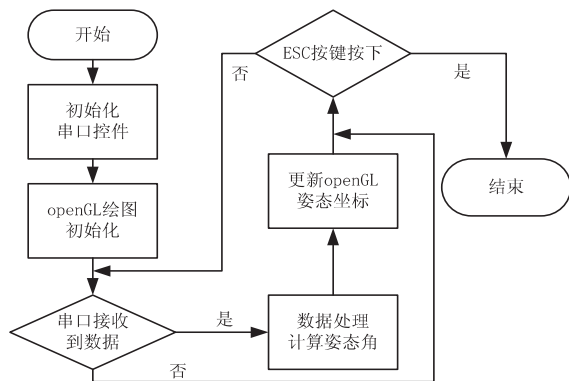 开始
初始化
串口控件
openGL绘图
初始化
串口接收
到数据
是
否
数据处理
计算姿态角
更新openGL
姿态坐标
ESC按键按下
否
是
结束